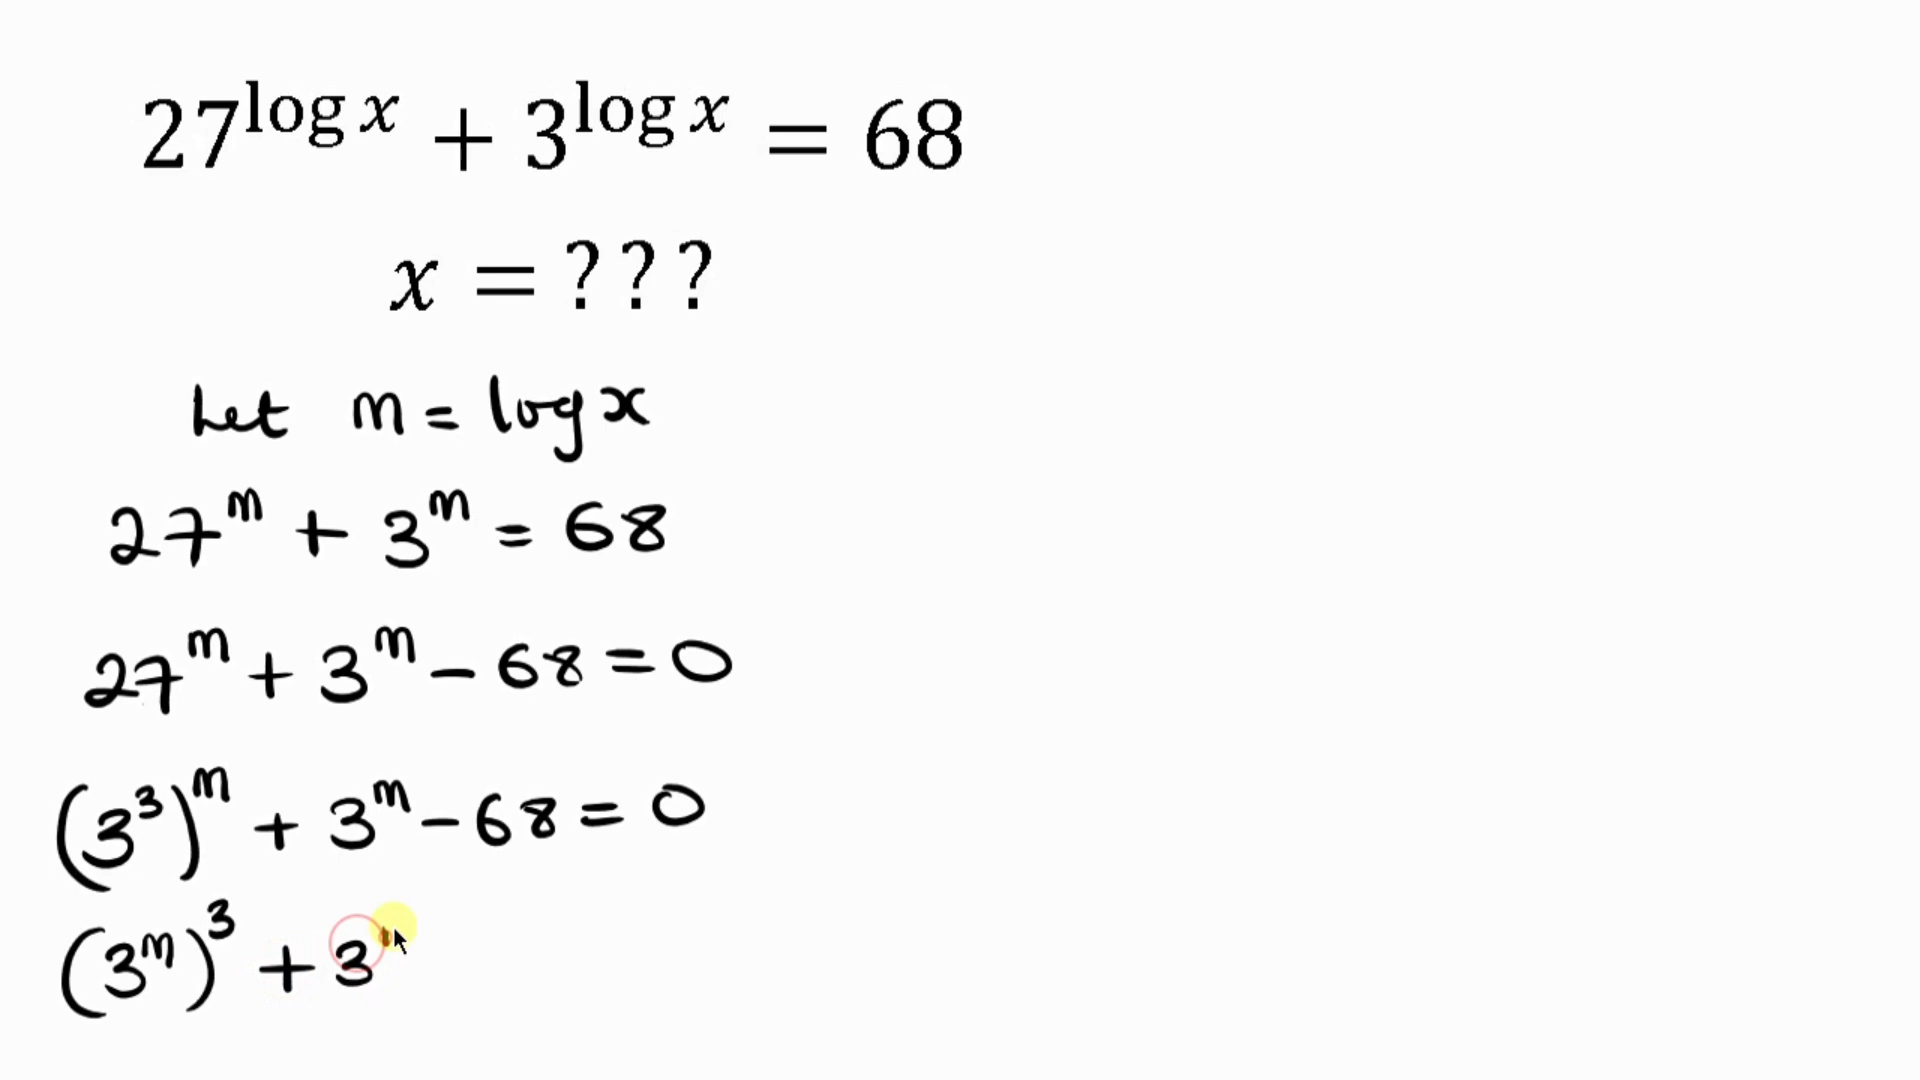 27^{log x} + 3^{log x} = 68
x = ???
Let m = log x
27^m + 3^m = 68
27^m + 3^m - 68 = 0
(3^3)^m + 3^m - 68 = 0
(3^m)^3 + 3